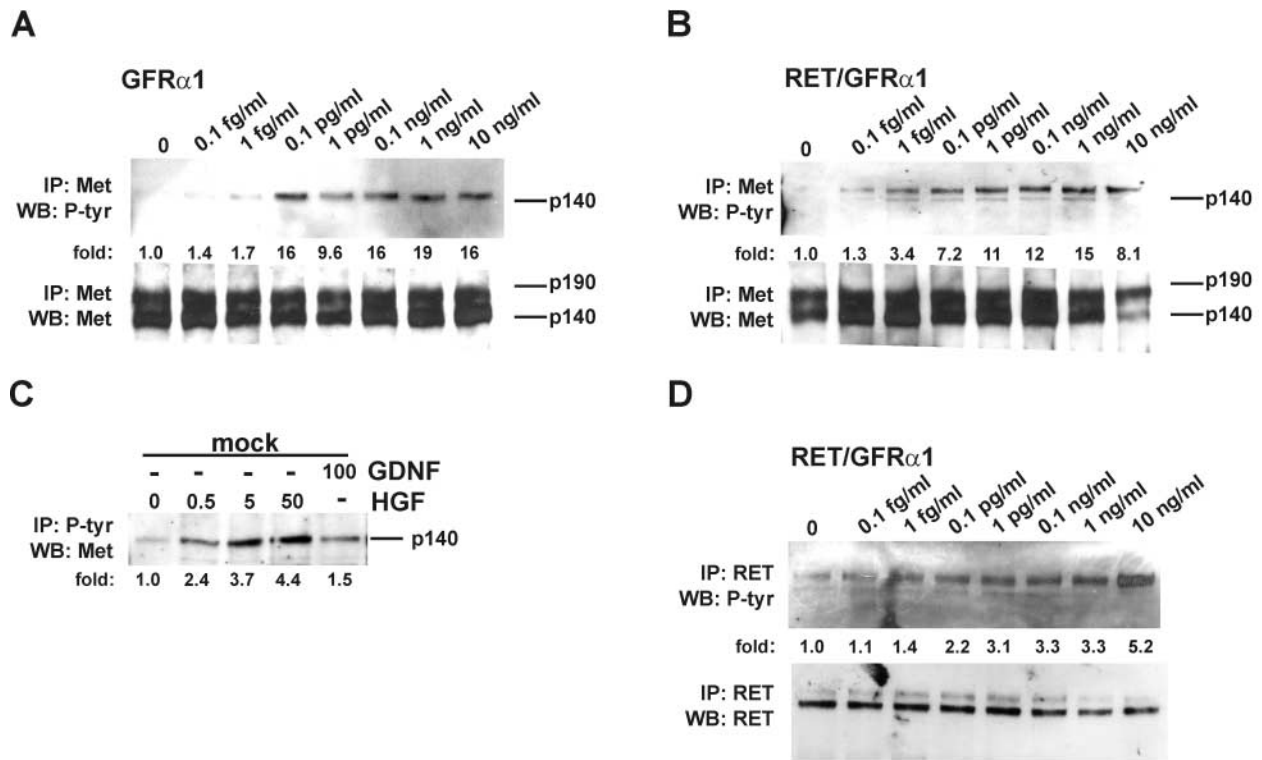 A
GFRα1
0 0.1 fg/ml 1 fg/ml 0.1 pg/ml 1 pg/ml 0.1 ng/ml 1 ng/ml 10 ng/ml
IP: Met
WB: P-tyr
p140
fold: 1.0 1.4 1.7 16 9.6 16 19 16
IP: Met
WB: Met
p190
p140
B
RET/GFRα1
0 0.1 fg/ml 1 fg/ml 0.1 pg/ml 1 pg/ml 0.1 ng/ml 1 ng/ml 10 ng/ml
IP: Met
WB: P-tyr
p140
fold: 1.0 1.3 3.4 7.2 11 12 15 8.1
IP: Met
WB: Met
p190
p140
C
mock
- - - - 100 GDNF
0 0.5 5 50 - HGF
IP: P-tyr
WB: Met
p140
fold: 1.0 2.4 3.7 4.4 1.5
D
RET/GFRα1
0 0.1 fg/ml 1 fg/ml 0.1 pg/ml 1 pg/ml 0.1 ng/ml 1 ng/ml 10 ng/ml
IP: RET
WB: P-tyr
fold: 1.0 1.1 1.4 2.2 3.1 3.3 3.3 5.2
IP: RET
WB: RET